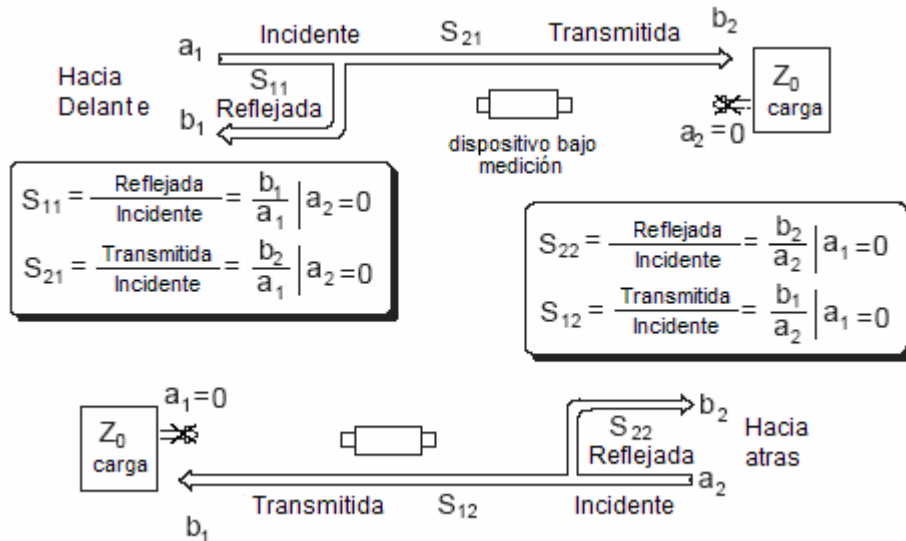 a₁ Incidente S₂₁ Transmitida b₂
Hacia
Delante
S₁₁
Reflejada
b₁
Z₀
carga
a₂ = 0
dispositivo bajo
medición
S₁₁ = Reflejada / Incidente = b₁ / a₁ | a₂ = 0
S₂₁ = Transmitida / Incidente = b₂ / a₁ | a₂ = 0
S₂₂ = Reflejada / Incidente = b₂ / a₂ | a₁ = 0
S₁₂ = Transmitida / Incidente = b₁ / a₂ | a₁ = 0
a₁ = 0
Z₀
carga
b₂
S₂₂
Reflejada
Hacia
atras
a₂
b₁ Transmitida S₁₂ Incidente